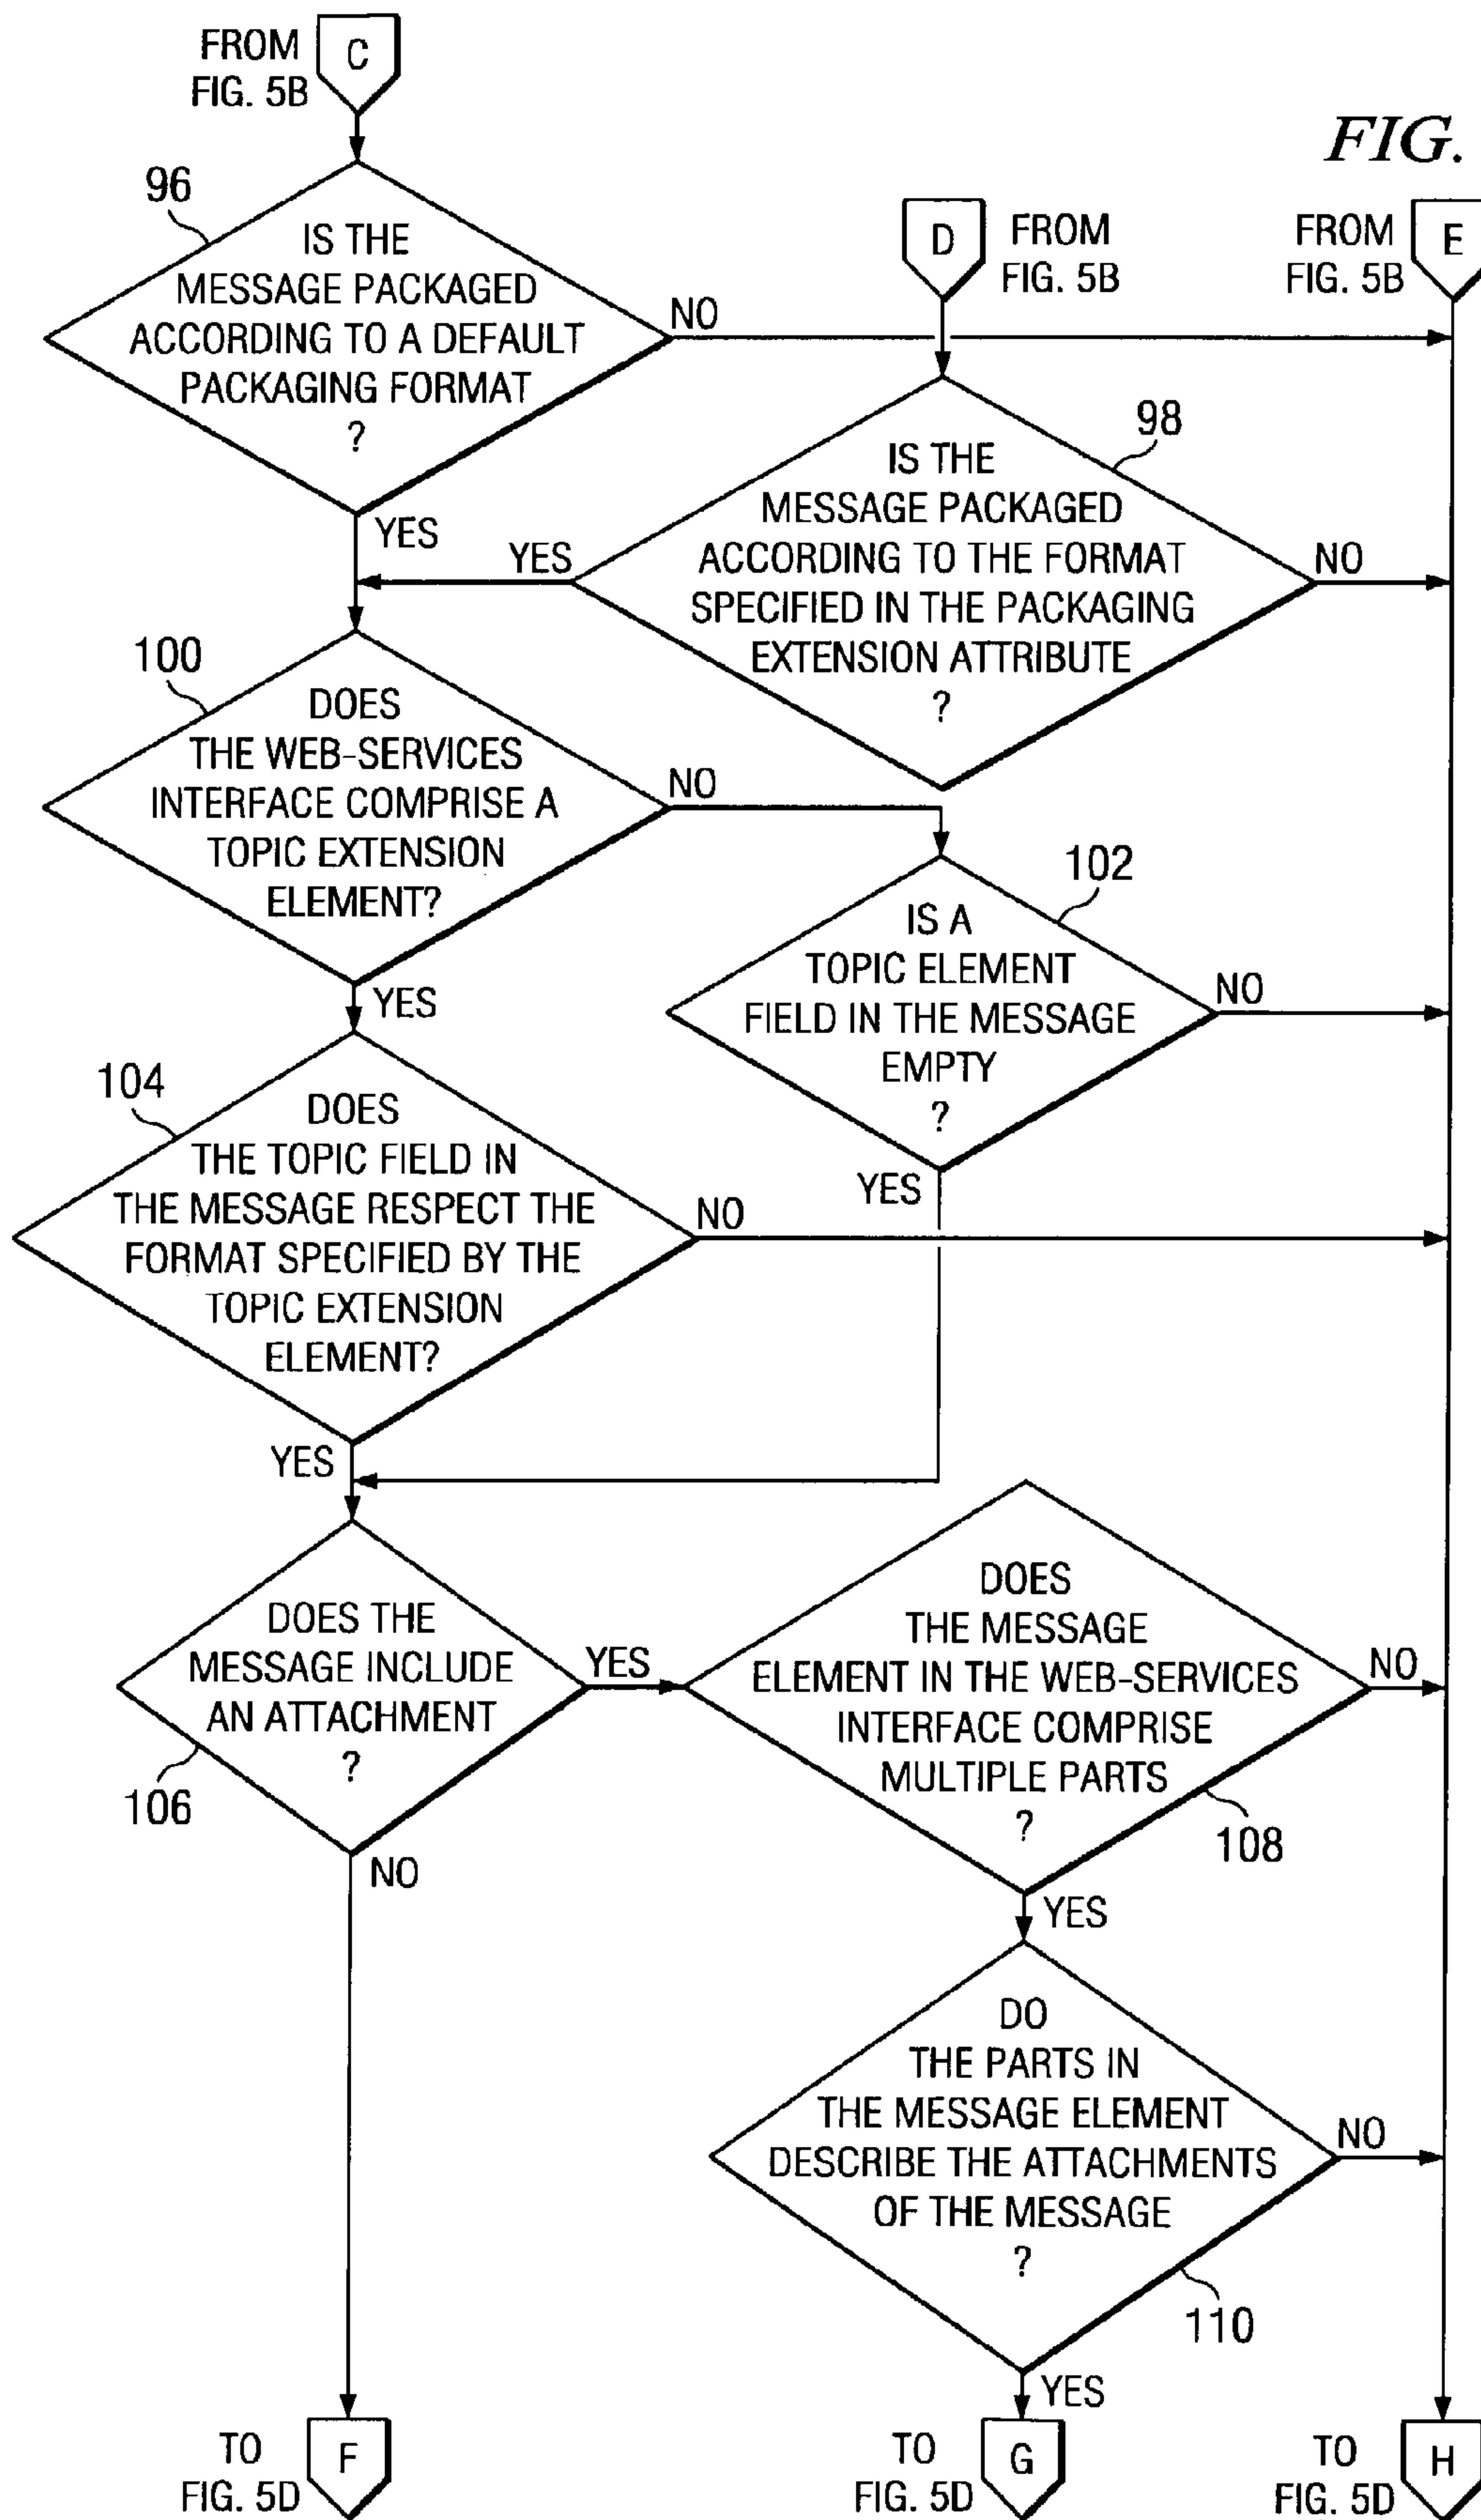 FROM
FIG. 5B
C
FIG.
96
IS THE
MESSAGE PACKAGED
ACCORDING TO A DEFAULT
PACKAGING FORMAT
?
NO
YES
D
FROM
FIG. 5B
FROM
FIG. 5B
E
98
IS THE
MESSAGE PACKAGED
ACCORDING TO THE FORMAT
SPECIFIED IN THE PACKAGING
EXTENSION ATTRIBUTE
?
YES
NO
100
DOES
THE WEB-SERVICES
INTERFACE COMPRISE A
TOPIC EXTENSION
ELEMENT?
NO
YES
102
IS A
TOPIC ELEMENT
FIELD IN THE MESSAGE
EMPTY
?
NO
YES
104
DOES
THE TOPIC FIELD IN
THE MESSAGE RESPECT THE
FORMAT SPECIFIED BY THE
TOPIC EXTENSION
ELEMENT?
NO
YES
DOES THE
MESSAGE INCLUDE
AN ATTACHMENT
?
106
YES
NO
DOES
THE MESSAGE
ELEMENT IN THE WEB-SERVICES
INTERFACE COMPRISE
MULTIPLE PARTS
?
108
NO
YES
DO
THE PARTS IN
THE MESSAGE ELEMENT
DESCRIBE THE ATTACHMENTS
OF THE MESSAGE
?
110
NO
YES
TO
FIG. 5D
F
TO
FIG. 5D
G
TO
FIG. 5D
H